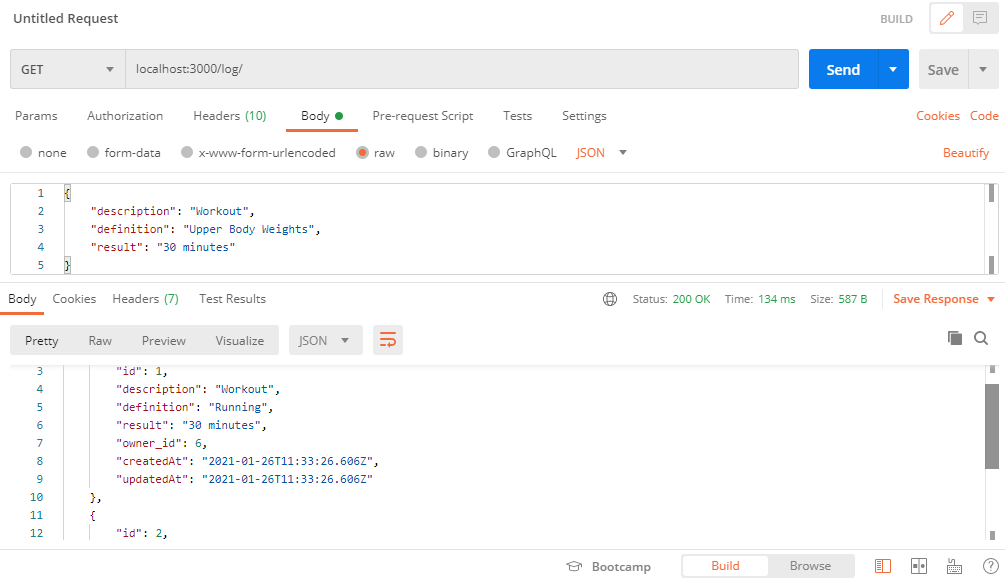 Untitled Request BUILD
GET localhost:3000/log/ Send Save
Params Authorization Headers (10) Body Pre-request Script Tests Settings Cookies Code
none form-data x-www-form-urlencoded raw binary GraphQL JSON Beautify
1 {
2 "description": "Workout",
3 "definition": "Upper Body Weights",
4 "result": "30 minutes"
5 }
Body Cookies Headers (7) Test Results Status: 200 OK Time: 134 ms Size: 587 B Save Response
Pretty Raw Preview Visualize JSON
3 "id": 1,
4 "description": "Workout",
5 "definition": "Running",
6 "result": "30 minutes",
7 "owner_id": 6,
8 "createdAt": "2021-01-26T11:33:26.606Z",
9 "updatedAt": "2021-01-26T11:33:26.606Z"
10 },
11 {
12 "id": 2,
Bootcamp Build Browse ?